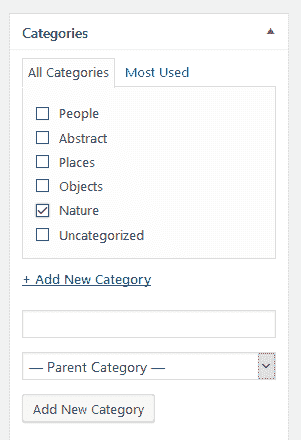 Categories
All Categories Most Used
People
Abstract
Places
Objects
Nature
Uncategorized
+ Add New Category
— Parent Category —
Add New Category